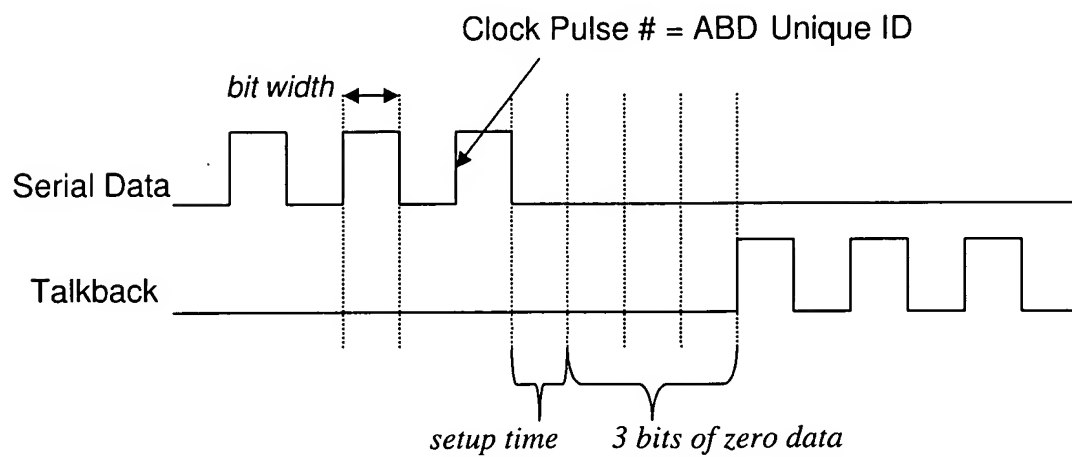 Clock Pulse # = ABD Unique ID
bit width
Serial Data
Talkback
setup time
3 bits of zero data